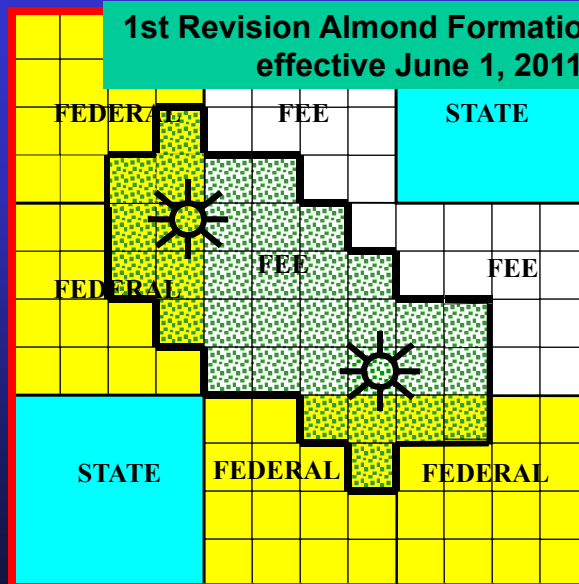 1st Revision Almond Formatio
effective June 1, 2011
FEDERAL FEE STATE
FEE FEE
FEDERAL
STATE FEDERAL FEDERAL